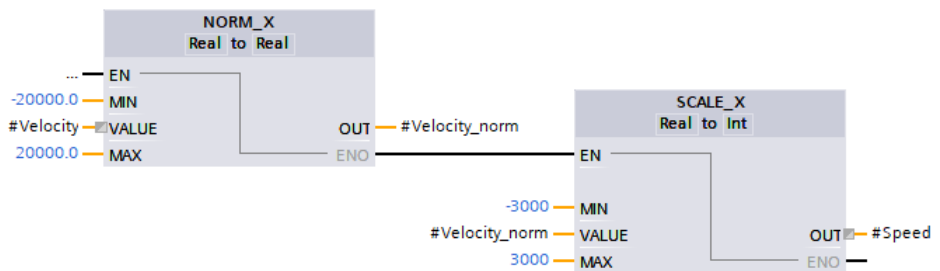 NORM_X
Real to Real
... EN
-20000.0 MIN
#Velocity VALUE OUT #Velocity_norm
20000.0 MAX ENO
SCALE_X
Real to Int
EN
-3000 MIN
#Velocity_norm VALUE OUT #Speed
3000 MAX ENO